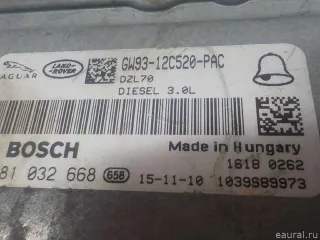 JAGUAR
LAND-ROVER
GW93-12C520-PAC
DZL70
DIESEL 3.0L
BOSCH
Made in Hungary
1618 0262
81 032 668 658
15-11-10 1039S89973
eaural.ru